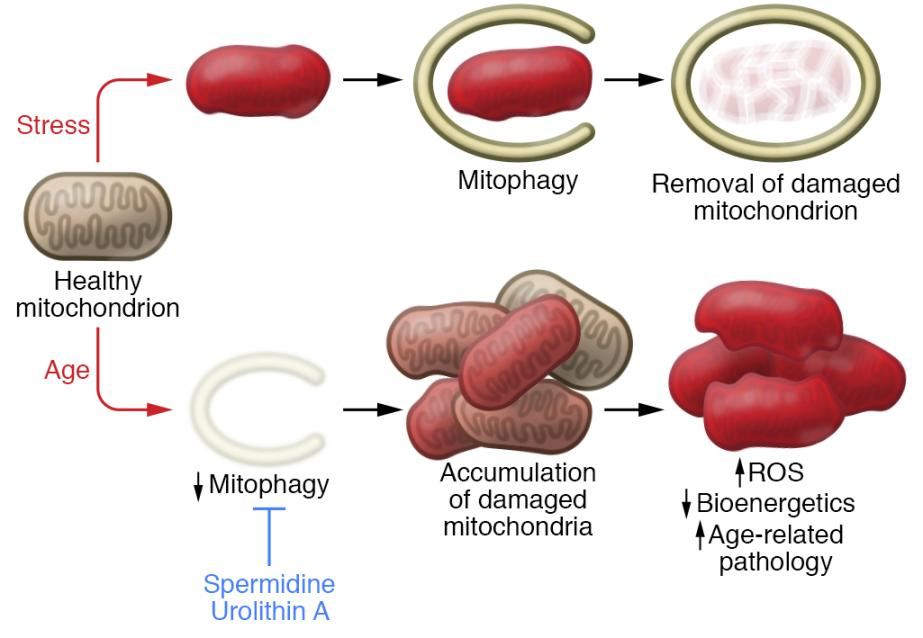 Stress
Mitophagy
Removal of damaged
mitochondrion
Healthy
mitochondrion
Age
↓ Mitophagy
Spermidine
Urolithin A
Accumulation
of damaged
mitochondria
↑ROS
↓ Bioenergetics
↑Age-related
pathology